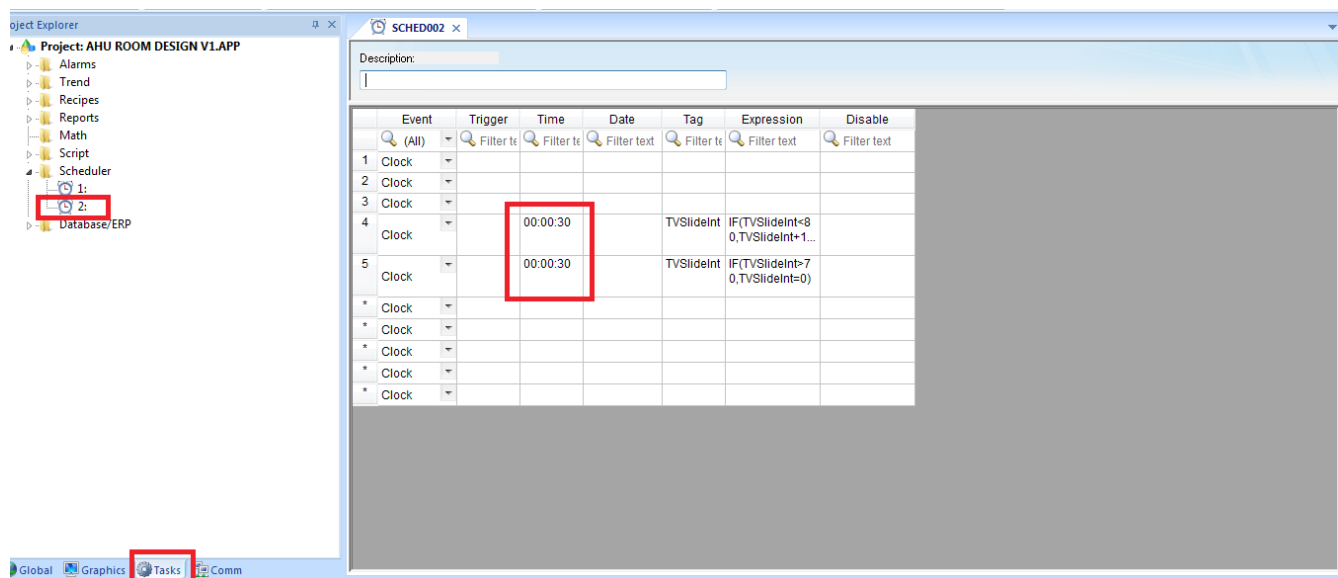 oject Explorer
Project: AHU ROOM DESIGN V1.APP
Alarms
Trend
Recipes
Reports
Math
Script
Scheduler
1:
2:
Database/ERP
Global Graphics Tasks Comm
SCHED002
Description:
Event Trigger Time Date Tag Expression Disable
(All) Filter te Filter te Filter text Filter te Filter text Filter text
1 Clock
2 Clock
3 Clock
4 Clock 00:00:30 TVSlideInt IF(TVSlideInt<8
0,TVSlideInt+1...
5 Clock 00:00:30 TVSlideInt IF(TVSlideInt>7
0,TVSlideInt=0)
* Clock
* Clock
* Clock
* Clock
* Clock